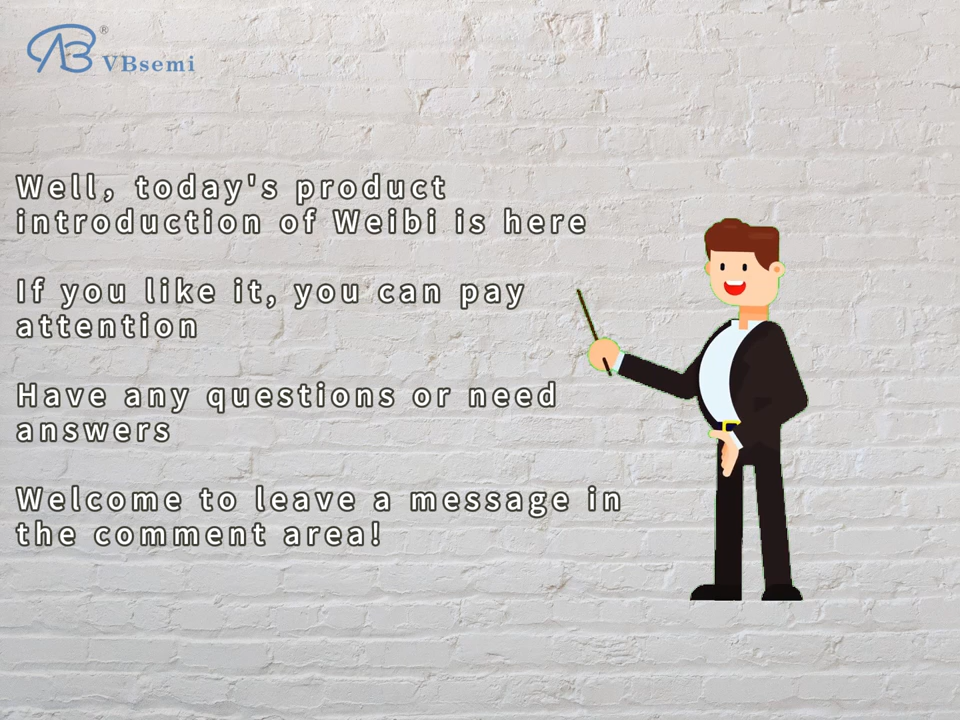 VBsemi
Well, today's product
introduction of Weibi is here
If you like it, you can pay
attention
Have any questions or need
answers
Welcome to leave a message in
the comment area!